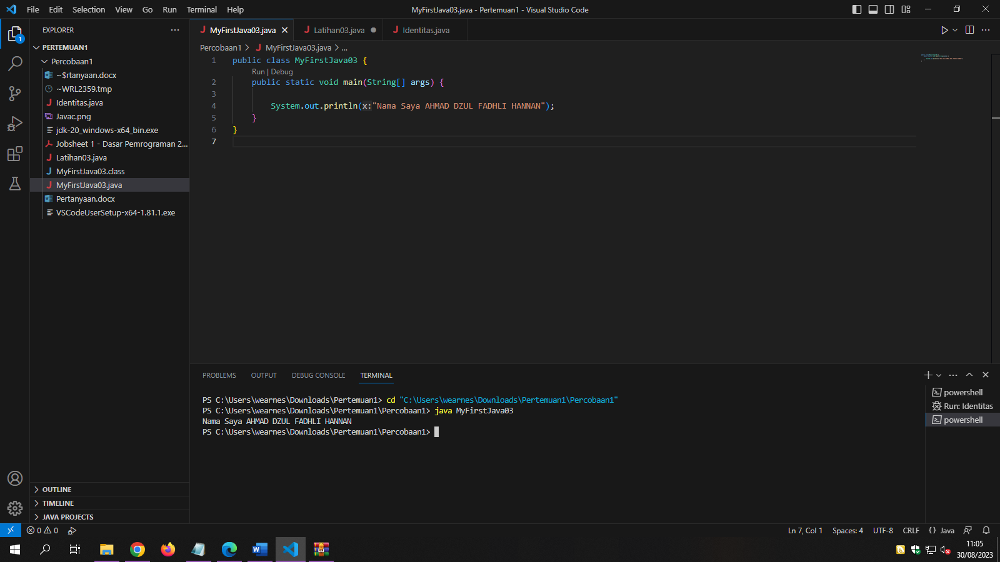 File Edit Selection View Go Run Terminal Help
MyFirstJava03.java - Pertemuan1 - Visual Studio Code
EXPLORER
1
PERTEMUAN1
Percobaan1
~$rtanyaan.docx
~WRL2359.tmp
Identitas.java
Javac.png
jdk-20_windows-x64_bin.exe
Jobsheet 1 - Dasar Pemrograman 2...
Latihan03.java
MyFirstJava03.class
MyFirstJava03.java
Pertanyaan.docx
VSCodeUserSetup-x64-1.81.1.exe
OUTLINE
TIMELINE
JAVA PROJECTS
MyFirstJava03.java Latihan03.java Identitas.java
Percobaan1 > MyFirstJava03.java > ...
1 public class MyFirstJava03 {
Run | Debug
2 public static void main(String[] args) {
3
4 System.out.println(x:"Nama Saya AHMAD DZUL FADHLI HANNAN");
5 }
6 }
7
PROBLEMS OUTPUT DEBUG CONSOLE TERMINAL
PS C:\Users\wearnes\Downloads\Pertemuan1> cd "C:\Users\wearnes\Downloads\Pertemuan1\Percobaan1"
PS C:\Users\wearnes\Downloads\Pertemuan1\Percobaan1> java MyFirstJava03
Nama Saya AHMAD DZUL FADHLI HANNAN
PS C:\Users\wearnes\Downloads\Pertemuan1\Percobaan1>
powershell
Run: Identitas
powershell
0 0
Ln 7, Col 1 Spaces: 4 UTF-8 CRLF {} Java
11:05
30/08/2023